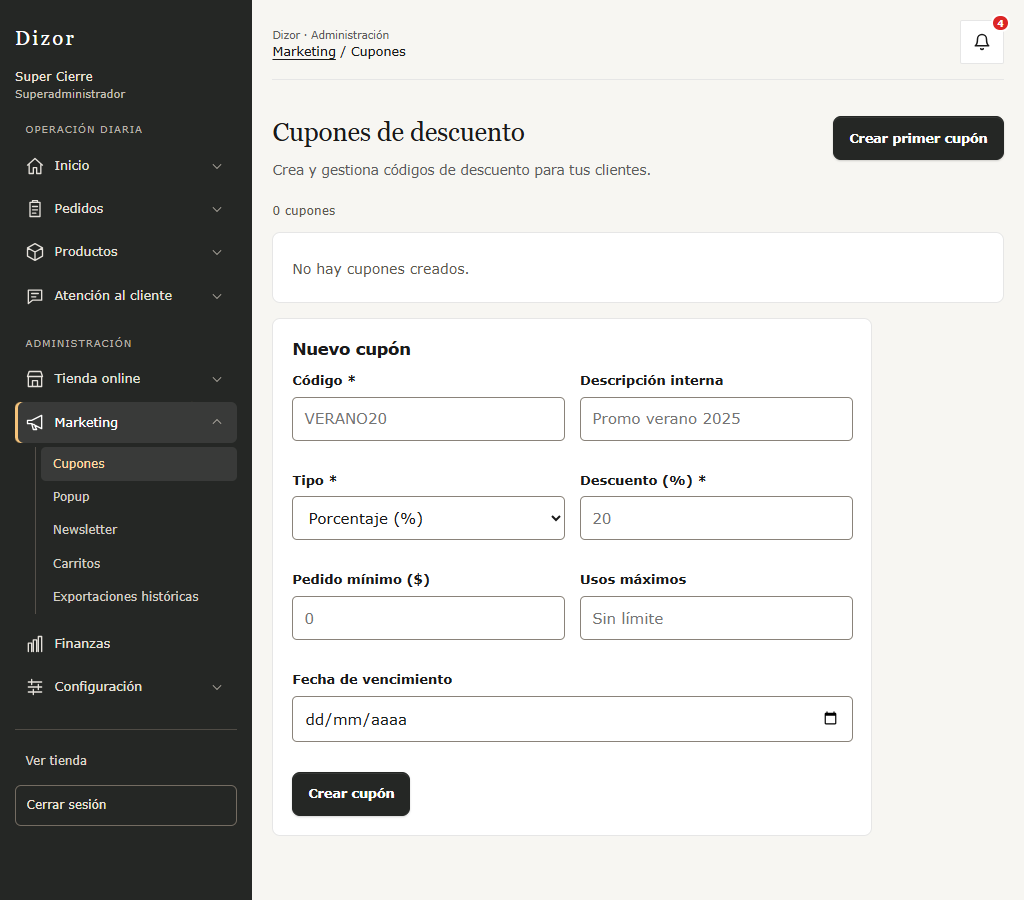 Dizor
Super Cierre
Superadministrador
OPERACIÓN DIARIA
Inicio
Pedidos
Productos
Atención al cliente
ADMINISTRACIÓN
Tienda online
Marketing
Cupones
Popup
Newsletter
Carritos
Exportaciones históricas
Finanzas
Configuración
Ver tienda
Cerrar sesión
Dizor · Administración
Marketing / Cupones
4
Cupones de descuento
Crear primer cupón
Crea y gestiona códigos de descuento para tus clientes.
0 cupones
No hay cupones creados.
Nuevo cupón
Código * Descripción interna
VERANO20 Promo verano 2025
Tipo * Descuento (%) *
Porcentaje (%) 20
Pedido mínimo ($) Usos máximos
0 Sin límite
Fecha de vencimiento
dd/mm/aaaa
Crear cupón